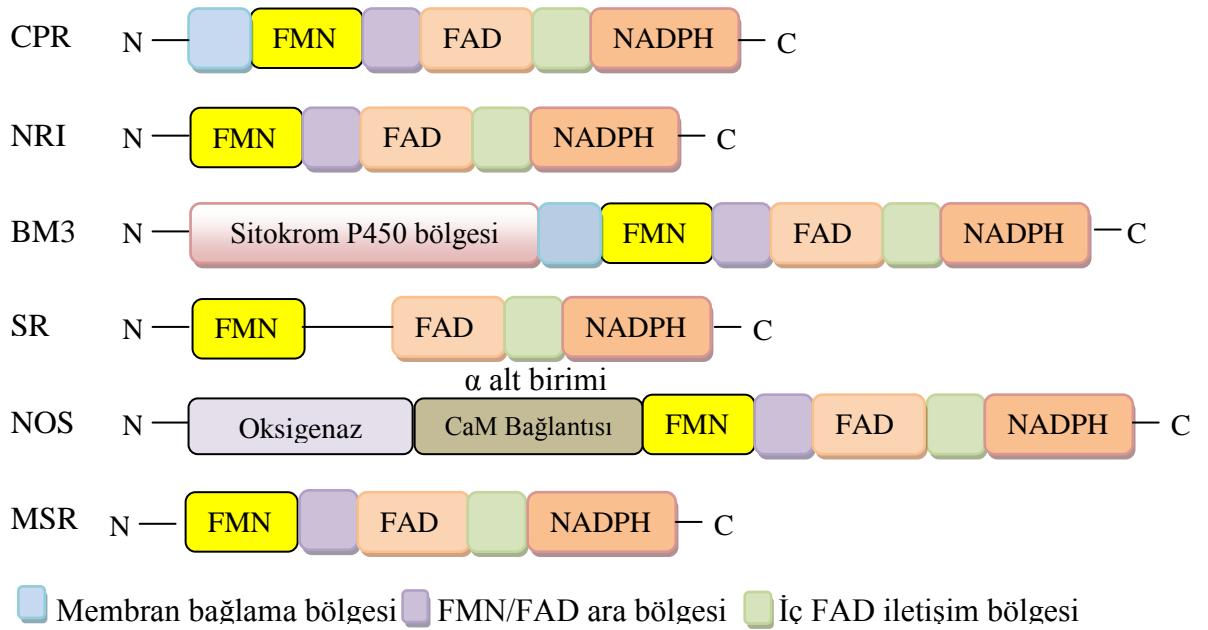 CPR N FMN FAD NADPH C
NRI N FMN FAD NADPH C
BM3 N Sitokrom P450 bölgesi FMN FAD NADPH C
SR N FMN FAD NADPH C
α alt birimi
NOS N Oksigenaz CaM Bağlantısı FMN FAD NADPH C
MSR N FMN FAD NADPH C
Membran bağlama bölgesi FMN/FAD ara bölgesi İç FAD iletişim bölgesi